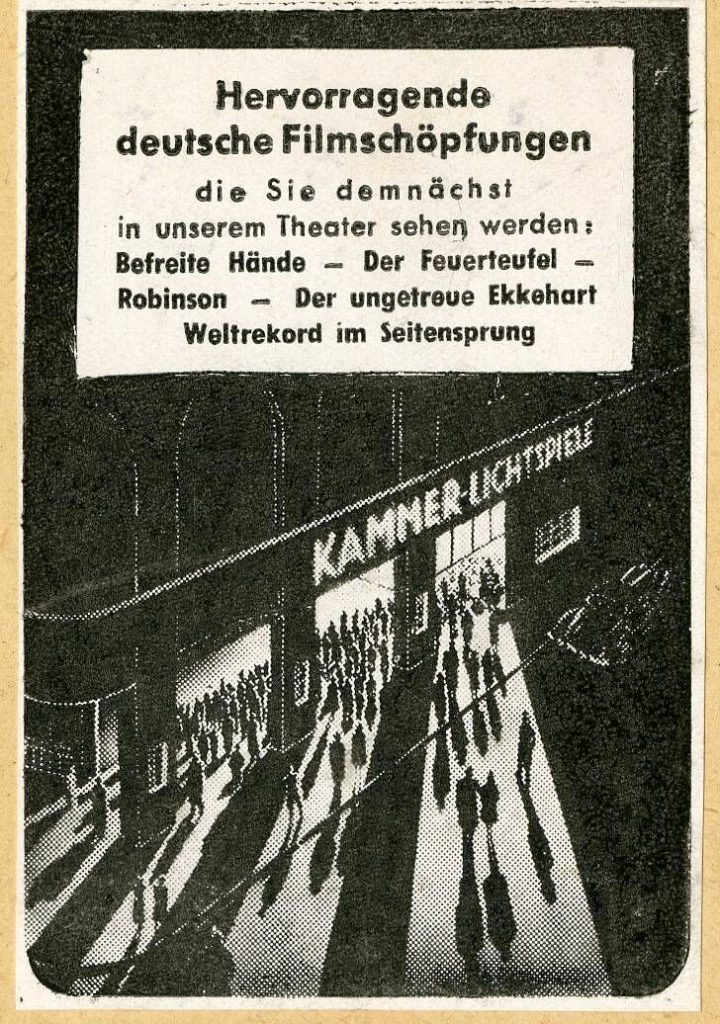 Hervorragende
deutsche Filmschöpfungen
die Sie demnächst
in unserem Theater sehen werden:
Befreite Hände – Der Feuerteufel –
Robinson – Der ungetreue Ekkehart
Weltrekord im Seitensprung
KAMMER-LICHTSPIELE